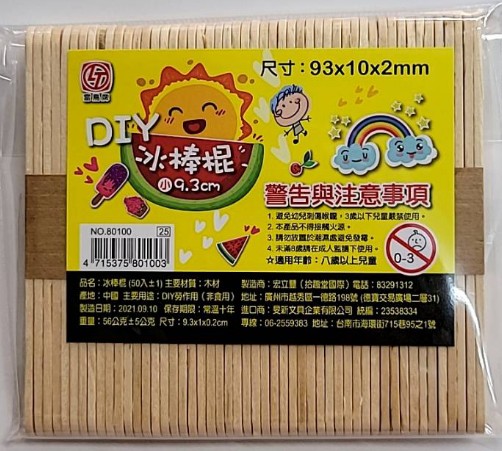 尺寸：93x10x2mm
DIY
冰棒棍
小 9.3cm
警告與注意事項
1. 避免幼兒刺傷喉嚨，3歲以下兒童嚴禁使用。
2. 本產品不得接觸火源。
3. 請勿放置於潮濕處避免發霉。
4. 未滿8歲請在成人監護下使用。
☆適用年齡：八歲以上兒童
0-3
NO.80100
25
4 715375 801003
品名：冰棒棍 (50入±1) 主要材質：木材
產地：中國 主要用途：DIY勞作用 (非食用)
製造日期：2021.09.10 保存期限：常溫十年
重量：56公克±5公克 尺寸：9.3x1x0.2cm
製造商：宏立豐（拾趣堂國際）電話：83291312
地址：廣州市越秀區一德路198號 (德寶交易廣場二層31)
進口商：旻新文具企業有限公司 統編：23538334
專線：06-2559383 地址：台南市海環街715巷95之1號